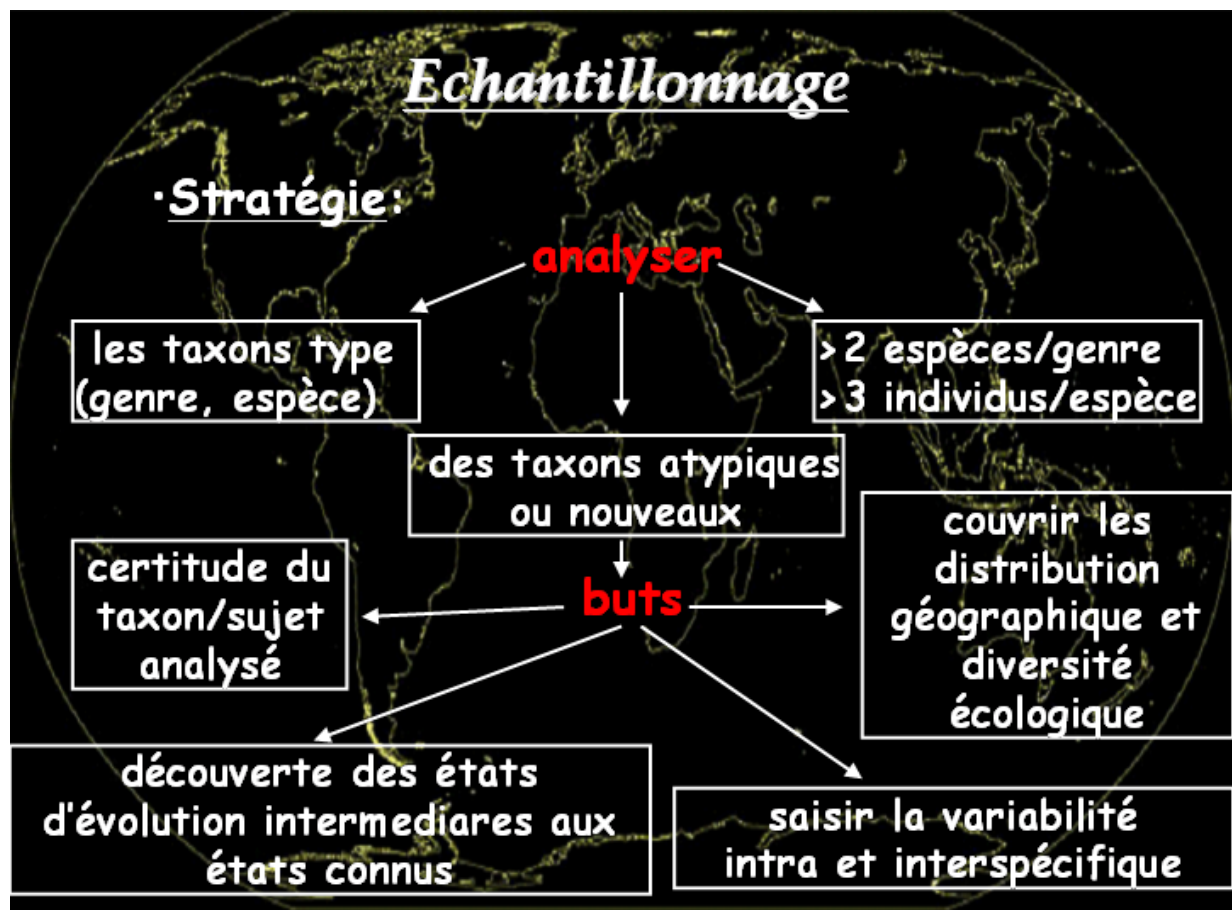 Echantillonnage
·Stratégie:
analyser
les taxons type
(genre, espèce)
>2 espèces/genre
>3 individus/espèce
des taxons atypiques
ou nouveaux
buts
certitude du
taxon/sujet
analysé
couvrir les
distribution
géographique et
diversité
écologique
découverte des états
d'évolution intermediares aux
états connus
saisir la variabilité
intra et interspécifique